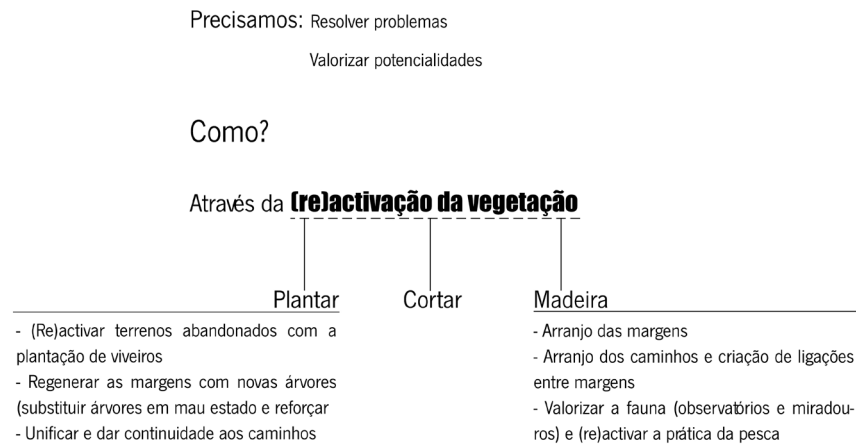 Precisamos: Resolver problemas
Valorizar potencialidades
Como?
Através da (re)activação da vegetação
Plantar
- (Re)activar terrenos abandonados com a
plantação de viveiros
- Regenerar as margens com novas árvores
(substituir árvores em mau estado e reforçar
- Unificar e dar continuidade aos caminhos
Cortar
Madeira
- Arranjo das margens
- Arranjo dos caminhos e criação de ligações
entre margens
- Valorizar a fauna (observatórios e miradou-
ros) e (re)activar a prática da pesca